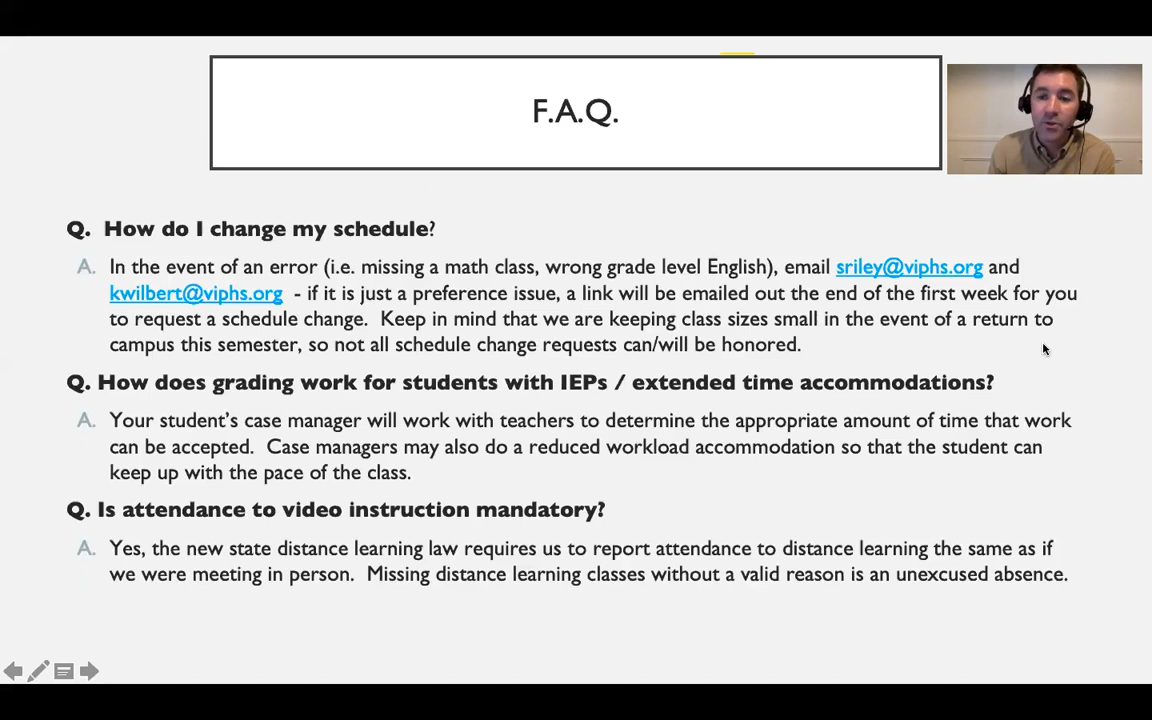 F.A.Q.
Q. How do I change my schedule?
A. In the event of an error (i.e. missing a math class, wrong grade level English), email sriley@viphs.org and
kwilbert@viphs.org - if it is just a preference issue, a link will be emailed out the end of the first week for you
to request a schedule change. Keep in mind that we are keeping class sizes small in the event of a return to
campus this semester, so not all schedule change requests can/will be honored.
Q. How does grading work for students with IEPs / extended time accommodations?
A. Your student's case manager will work with teachers to determine the appropriate amount of time that work
can be accepted. Case managers may also do a reduced workload accommodation so that the student can
keep up with the pace of the class.
Q. Is attendance to video instruction mandatory?
A. Yes, the new state distance learning law requires us to report attendance to distance learning the same as if
we were meeting in person. Missing distance learning classes without a valid reason is an unexcused absence.